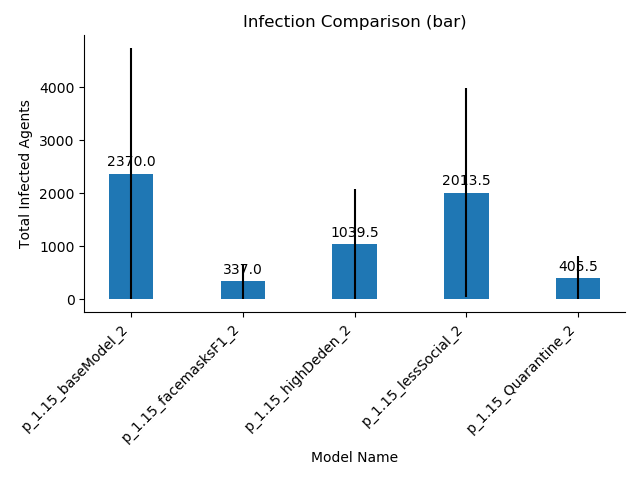 Infection Comparison (bar)
Total Infected Agents
4000
3000
2000
1000
0
2370.0
337.0
1039.5
2013.5
405.5
p_1.15_baseModel_2
p_1.15_facemasksF1_2
p_1.15_highDeden_2
p_1.15_lessSocial_2
p_1.15_Quarantine_2
Model Name